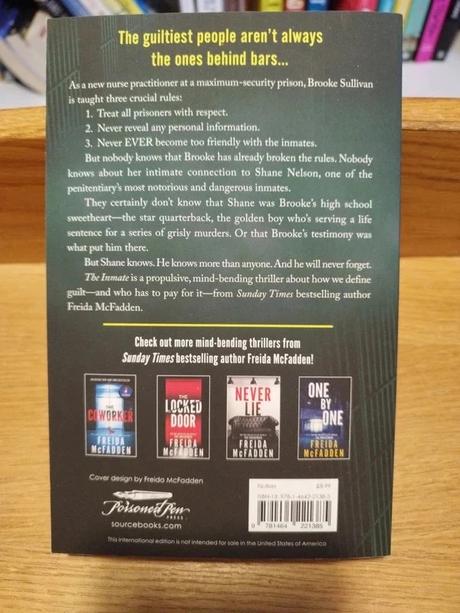 The guiltiest people aren't always
the ones behind bars...
As a new nurse practitioner at a maximum-security prison, Brooke Sullivan
is taught three crucial rules:
1. Treat all prisoners with respect.
2. Never reveal any personal information.
3. Never EVER become too friendly with the inmates.
But nobody knows that Brooke has already broken the rules. Nobody
knows about her intimate connection to Shane Nelson, one of the
penitentiary's most notorious and dangerous inmates.
They certainly don't know that Shane was Brooke's high school
sweetheart—the star quarterback, the golden boy who's serving a life
sentence for a series of grisly murders. Or that Brooke's testimony was
what put him there.
But Shane knows. He knows more than anyone. And he will never forget.
The Inmate is a propulsive, mind-bending thriller about how we define
guilt—and who has to pay for it—from Sunday Times bestselling author
Freida McFadden.
Check out more mind-bending thrillers from
Sunday Times bestselling author Freida McFadden!
THE
COWORKER
FREIDA
McFADDEN
THE
LOCKED
DOOR
FREIDA
McFADDEN
NEVER
LIE
FREIDA
McFADDEN
ONE
BY
ONE
FREIDA
McFADDEN
Cover design by Freida McFadden
Poisoned Pen
PRESS
sourcebooks.com
Fiction
£8.99
ISBN-13: 978-1-4642-2138-5
9 781464 221385
This international edition is not intended for sale in the United States of America